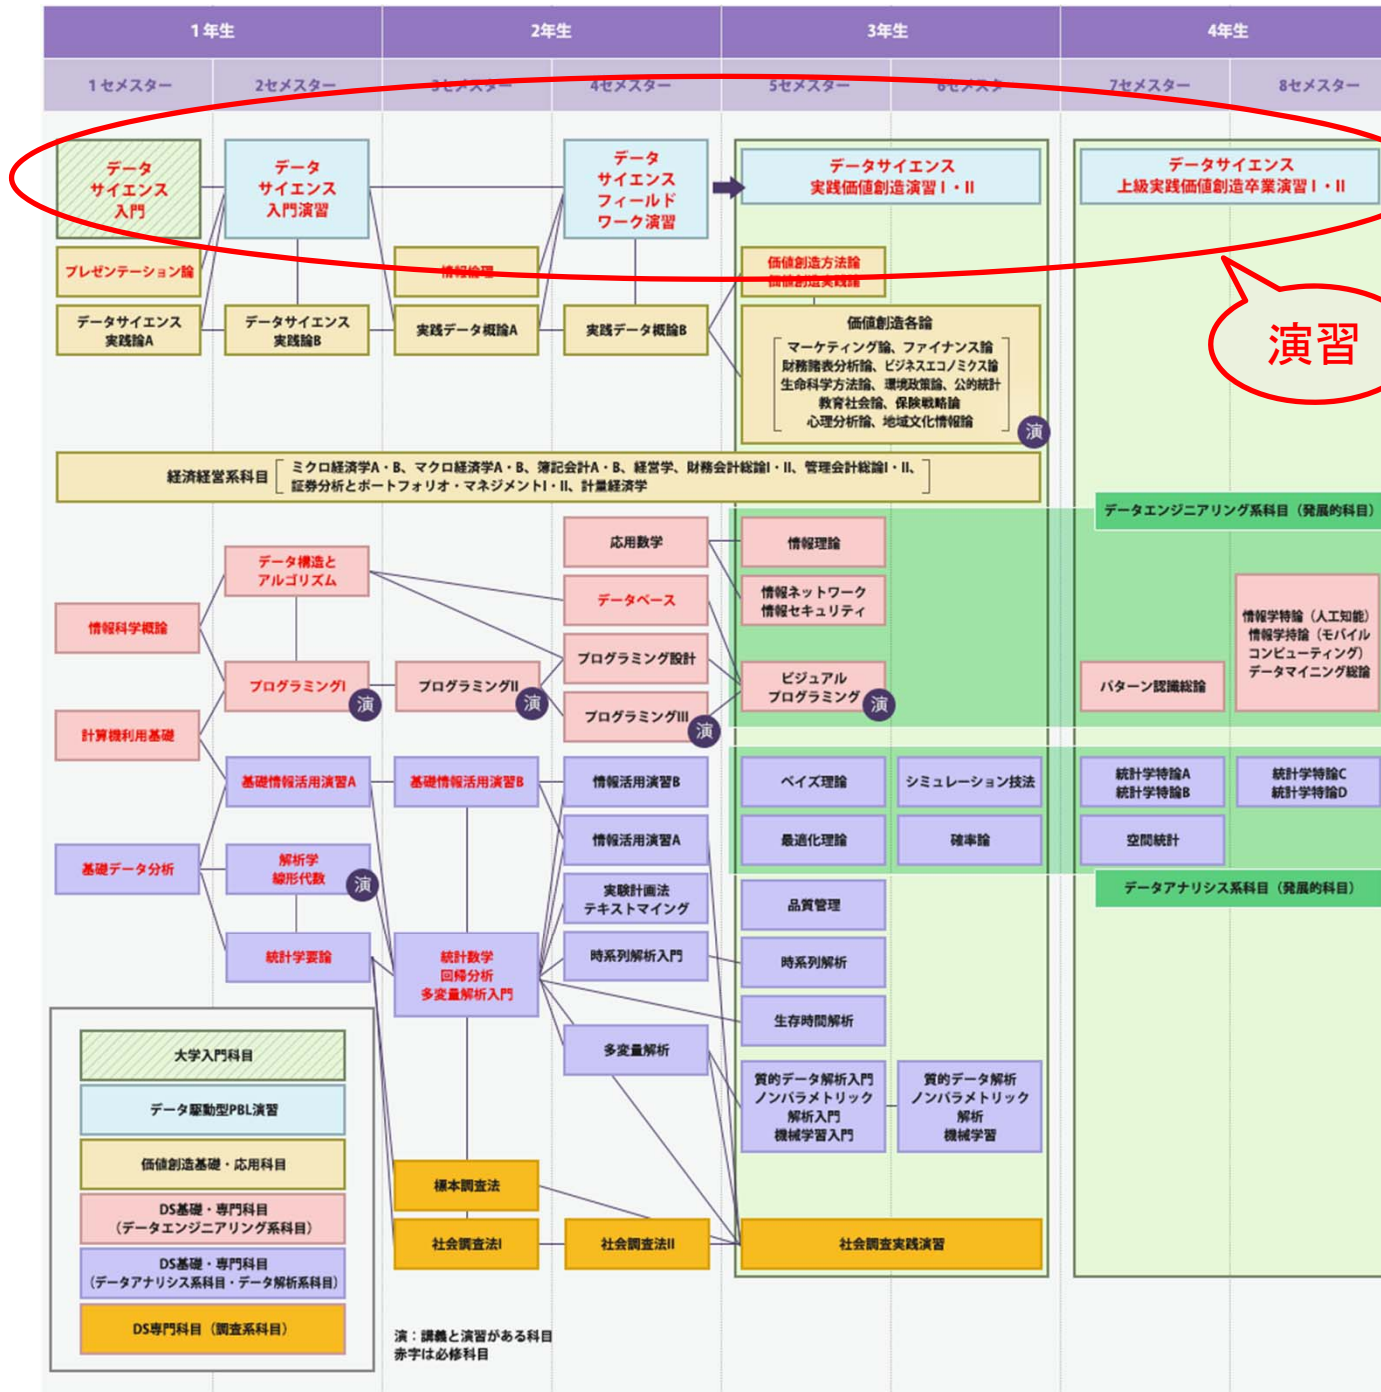 1年生
2年生
3年生
4年生
1セメスター
2セメスター
3セメスター
4セメスター
5セメスター
6セメスター
7セメスター
8セメスター
データ
サイエンス
入門
データ
サイエンス
入門演習
データ
サイエンス
フィールド
ワーク演習
データサイエンス
実践価値創造演習I・II
データサイエンス
上級実践価値創造卒業演習I・II
プレゼンテーション論
情報倫理
価値創造方法論
価値創造実践論
データサイエンス
実践論A
データサイエンス
実践論B
実践データ概論A
実践データ概論B
価値創造各論
マーケティング論、ファイナンス論
財務諸表分析論、ビジネスエコノミクス論
生命科学方法論、環境政策論、公的統計
教育社会論、保険戦略論
心理分析論、地域文化情報論
演
演習
経済経営系科目
ミクロ経済学A・B、マクロ経済学A・B、簿記会計A・B、経営学、財務会計総論I・II、管理会計総論I・II、
証券分析とポートフォリオ・マネジメントI・II、計量経済学
データエンジニアリング系科目（発展的科目）
応用数学
情報理論
データ構造と
アルゴリズム
データベース
情報ネットワーク
情報セキュリティ
情報科学概論
プログラミング設計
情報学特論（人工知能）
情報学持論（モバイル
コンピューティング）
データマイニング総論
プログラミングI
演
プログラミングII
演
プログラミングIII
演
ビジュアル
プログラミング
演
パターン認識総論
計算機利用基礎
基礎情報活用演習A
基礎情報活用演習B
情報活用演習B
ベイズ理論
シミュレーション技法
統計学特論A
統計学特論B
統計学特論C
統計学特論D
情報活用演習A
最適化理論
確率論
空間統計
基礎データ分析
解析学
線形代数
演
実験計画法
テキストマイング
品質管理
データアナリシス系科目（発展的科目）
統計学要論
統計数学
回帰分析
多変量解析入門
時系列解析入門
時系列解析
生存時間解析
多変量解析
質的データ解析入門
ノンパラメトリック
解析入門
機械学習入門
質的データ解析
ノンパラメトリック
解析
機械学習
標本調査法
社会調査法I
社会調査法II
社会調査実践演習
大学入門科目
データ駆動型PBL演習
価値創造基礎・応用科目
DS基礎・専門科目
（データエンジニアリング系科目）
DS基礎・専門科目
（データアナリシス系科目・データ解析系科目）
DS専門科目（調査系科目）
演：講義と演習がある科目
赤字は必修科目